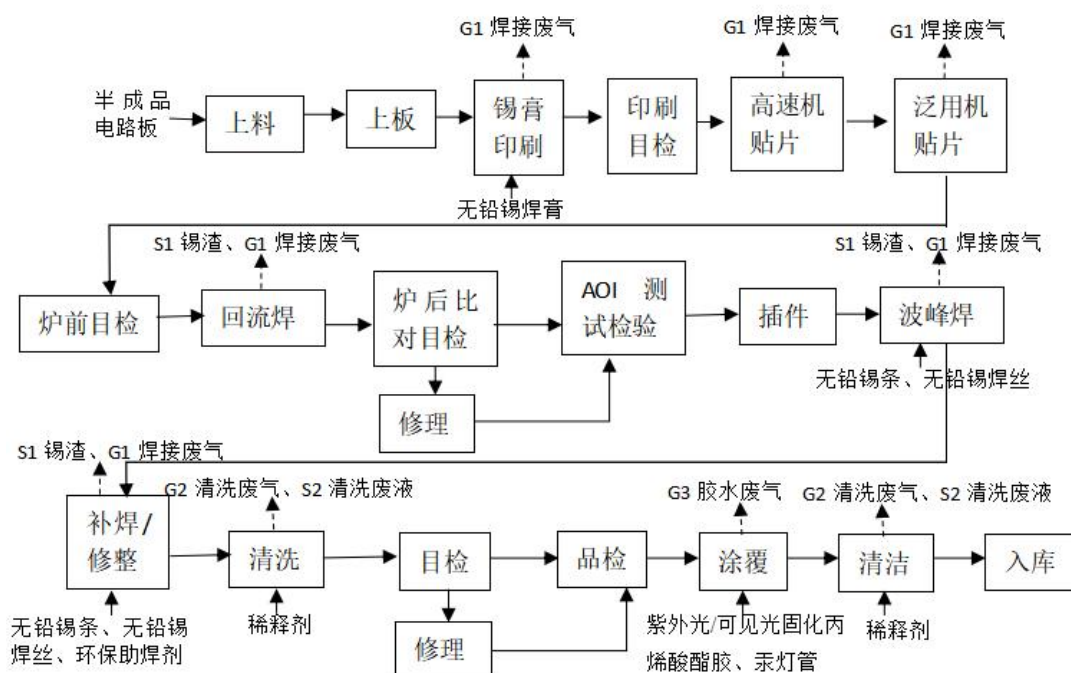 G1 焊接废气
G1 焊接废气
G1 焊接废气
半成品
电路板
上料
上板
锡膏
印刷
印刷
目检
高速机
贴片
泛用机
贴片
无铅锡焊膏
S1 锡渣、G1 焊接废气
S1 锡渣、G1 焊接废气
炉前目检
回流焊
炉后比
对目检
AOI 测
试检验
插件
波峰焊
无铅锡条、无铅锡焊丝
修理
S1 锡渣、G1 焊接废气
G2 清洗废气、S2 清洗废液
G3 胶水废气
G2 清洗废气、S2 清洗废液
补焊/
修整
清洗
目检
品检
涂覆
清洁
入库
无铅锡条、无铅锡
焊丝、环保助焊剂
稀释剂
修理
紫外光/可见光固化丙
烯酸酯胶、汞灯管
稀释剂